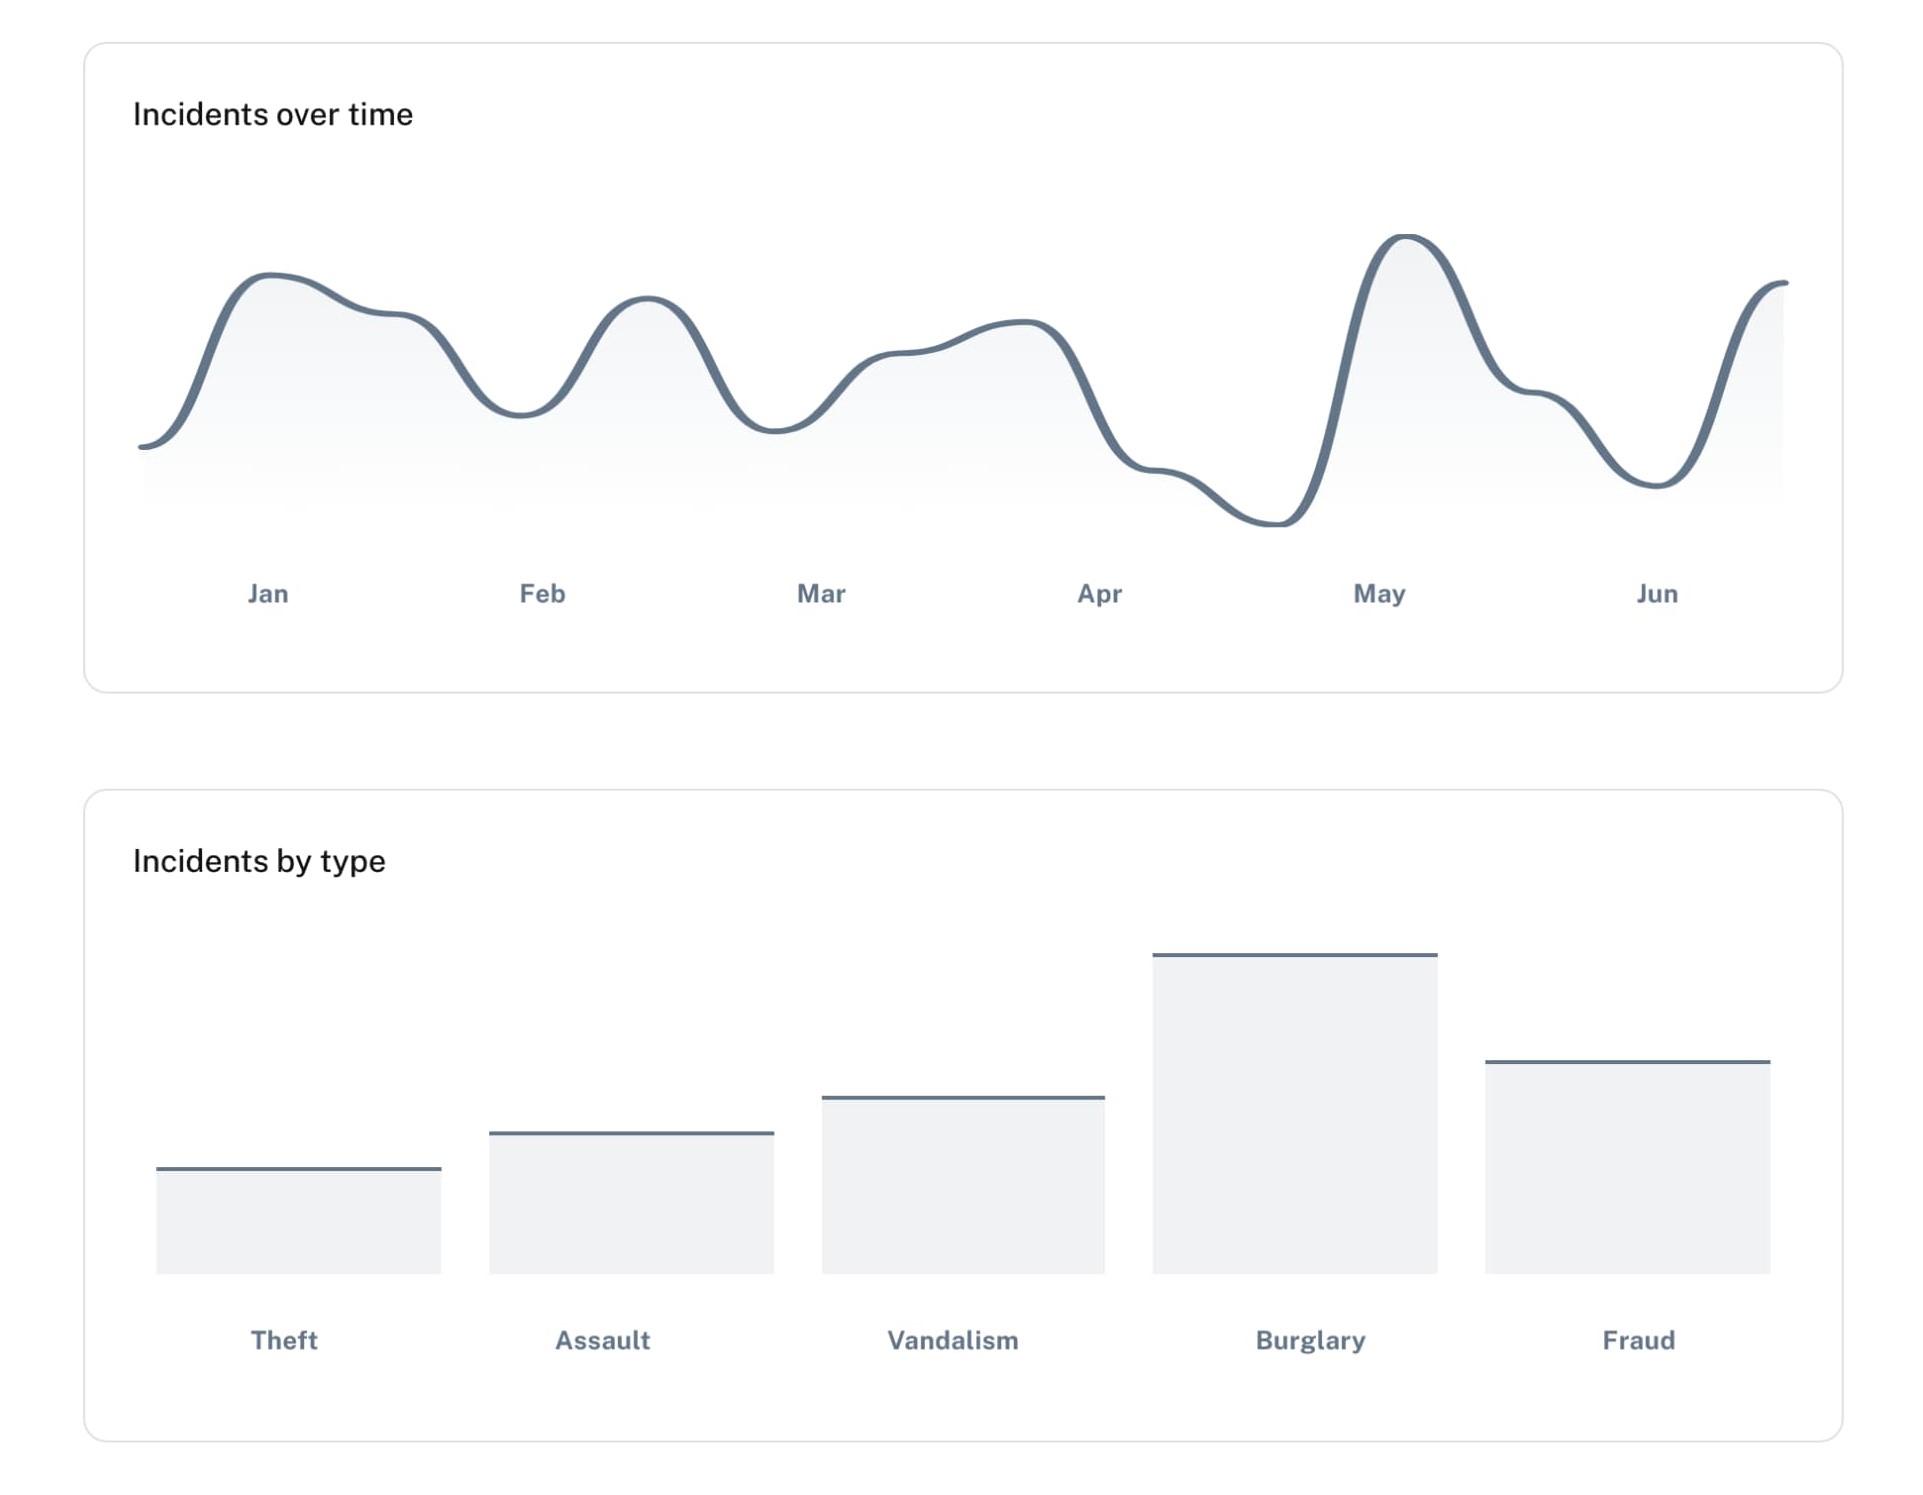 Incidents over time
Jan Feb Mar Apr May Jun
Incidents by type
Theft Assault Vandalism Burglary Fraud